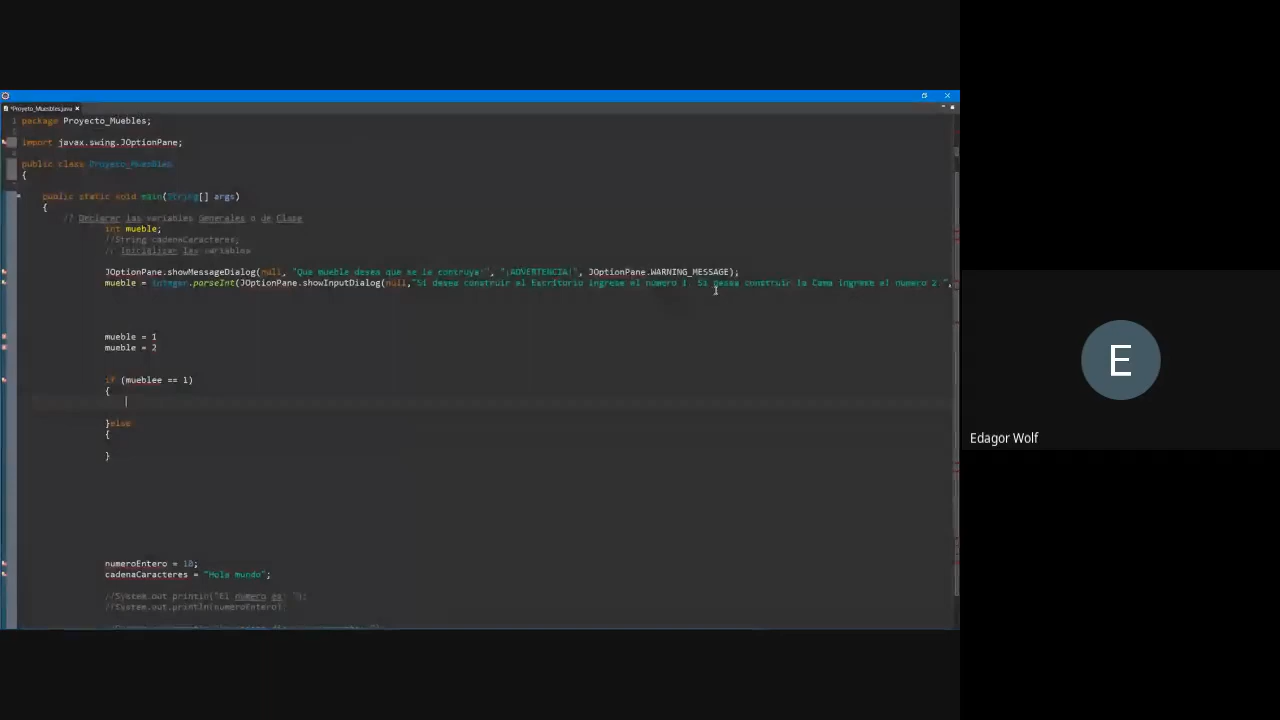 *Proyeto_Muesbles.java
1 package Proyecto_Muebles;
import javax.swing.JOptionPane;
public class Proyeto_Muesbles
{
public static void main(String[] args)
{
// Declarar las variables Generales o de Clase
int mueble;
//String cadenaCaracteres;
// Inicializar las variables
JOptionPane.showMessageDialog(null, "Que mueble desea que se le contruya:", "¡ADVERTENCIA!", JOptionPane.WARNING_MESSAGE);
mueble = Integer.parseInt(JOptionPane.showInputDialog(null,"Si desea construir el Escritorio ingrese el numero 1, Si desea construir la Cama ingrese el numero 2 ",
mueble = 1
mueble = 2
if (mueblee == 1)
{
}else
{
}
numeroEntero = 18;
cadenaCaracteres = "Hola mundo";
//System.out.println("El numero es: ");
//System.out.println(numeroEntero);
E
Edagor Wolf